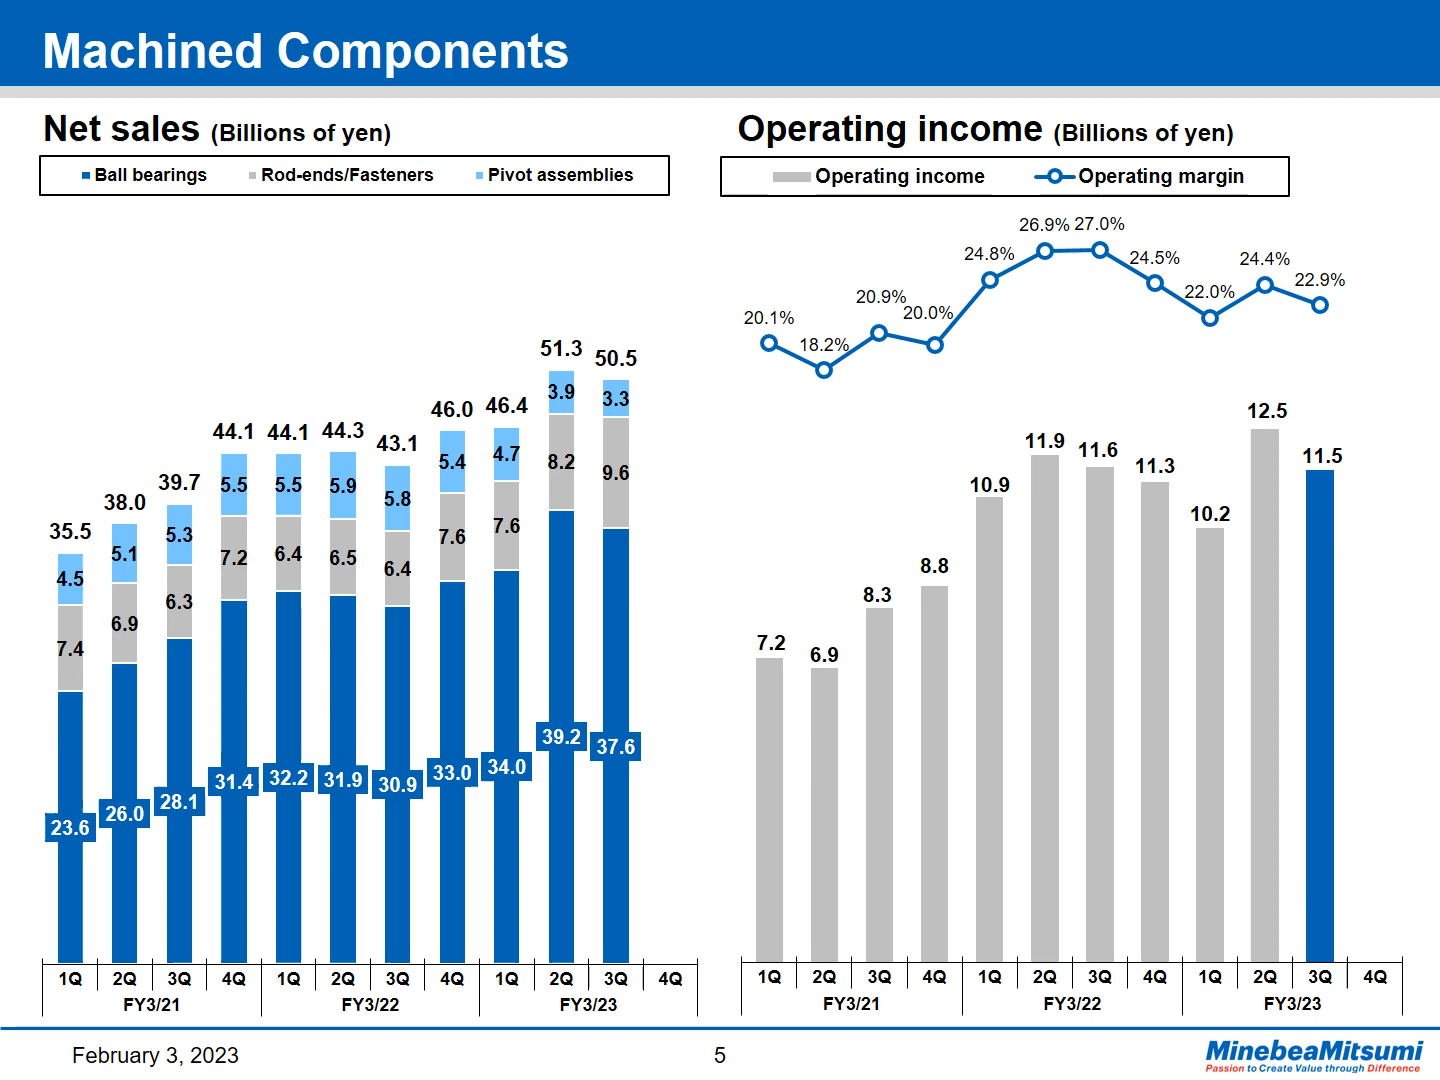 Machined Components
Net sales (Billions of yen)
Ball bearings Rod-ends/Fasteners Pivot assemblies
51.3 50.5
46.0 46.4
44.1 44.1 44.3 43.1
35.5 38.0 39.7
4.5 5.1 5.3 5.5 5.5 5.9 5.8 5.4 4.7 3.9 3.3
7.4 6.9 6.3 7.2 6.4 6.5 6.4 7.6 7.6 8.2 9.6
23.6 26.0 28.1 31.4 32.2 31.9 30.9 33.0 34.0 39.2 37.6
1Q 2Q 3Q 4Q 1Q 2Q 3Q 4Q 1Q 2Q 3Q 4Q
FY3/21 FY3/22 FY3/23
Operating income (Billions of yen)
Operating income Operating margin
20.1% 18.2% 20.9% 20.0% 24.8% 26.9% 27.0% 24.5% 22.0% 24.4% 22.9%
7.2 6.9 8.3 8.8 10.9 11.9 11.6 11.3 10.2 12.5 11.5
1Q 2Q 3Q 4Q 1Q 2Q 3Q 4Q 1Q 2Q 3Q 4Q
FY3/21 FY3/22 FY3/23
February 3, 2023
5
MinebeaMitsumi
Passion to Create Value through Difference